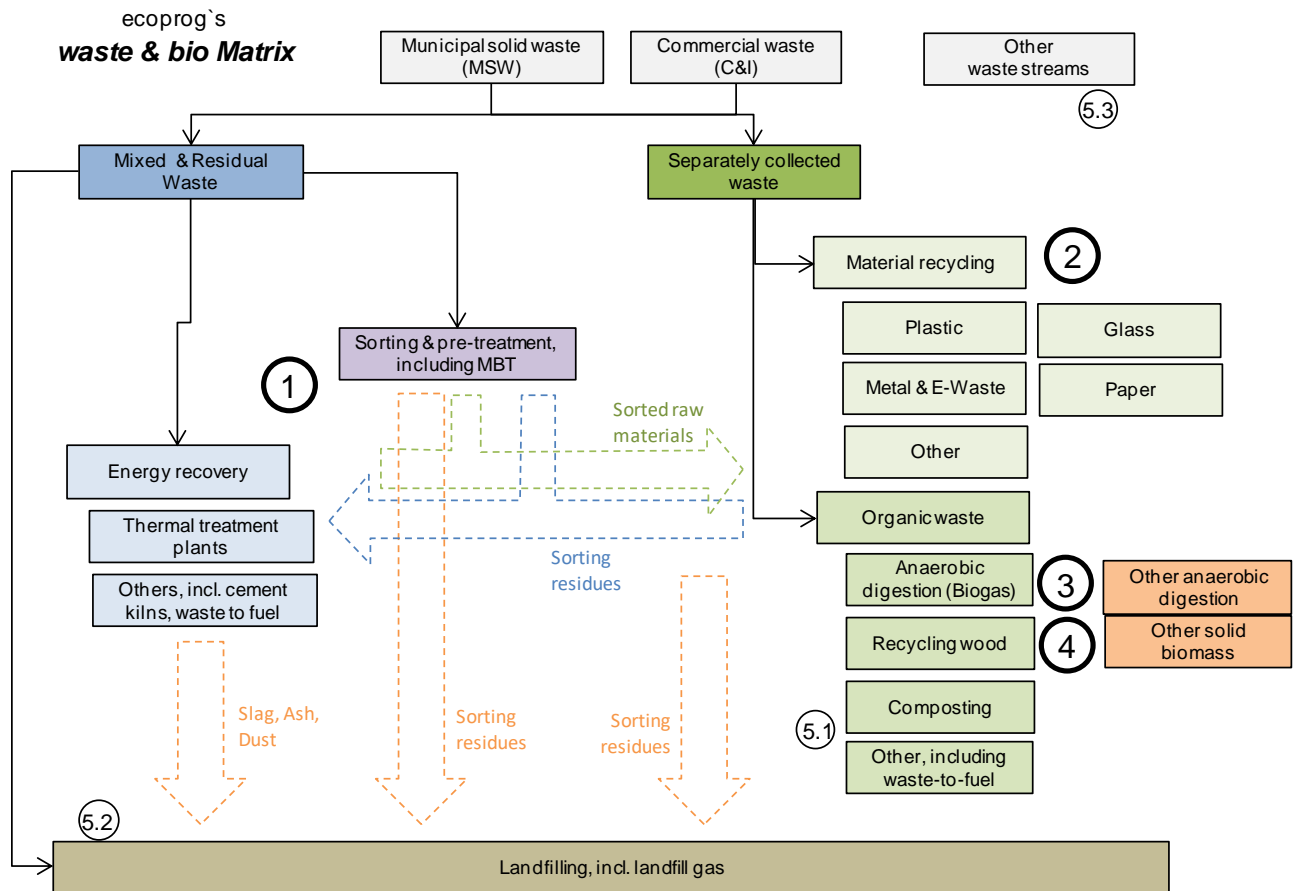 ecoprog`s
waste & bio Matrix
Municipal solid waste
(MSW)
Commercial waste
(C&I)
Other
waste streams
5.3
Mixed & Residual
Waste
Separately collected
waste
Material recycling
2
Plastic
Glass
Metal & E-Waste
Paper
Other
Sorting & pre-treatment,
including MBT
1
Sorted raw
materials
Energy recovery
Thermal treatment
plants
Others, incl. cement
kilns, waste to fuel
Sorting
residues
Organic waste
Anaerobic
digestion (Biogas)
3
Other anaerobic
digestion
Recycling wood
4
Other solid
biomass
Composting
5.1
Other, including
waste-to-fuel
Slag, Ash,
Dust
Sorting
residues
Sorting
residues
5.2
Landfilling, incl. landfill gas